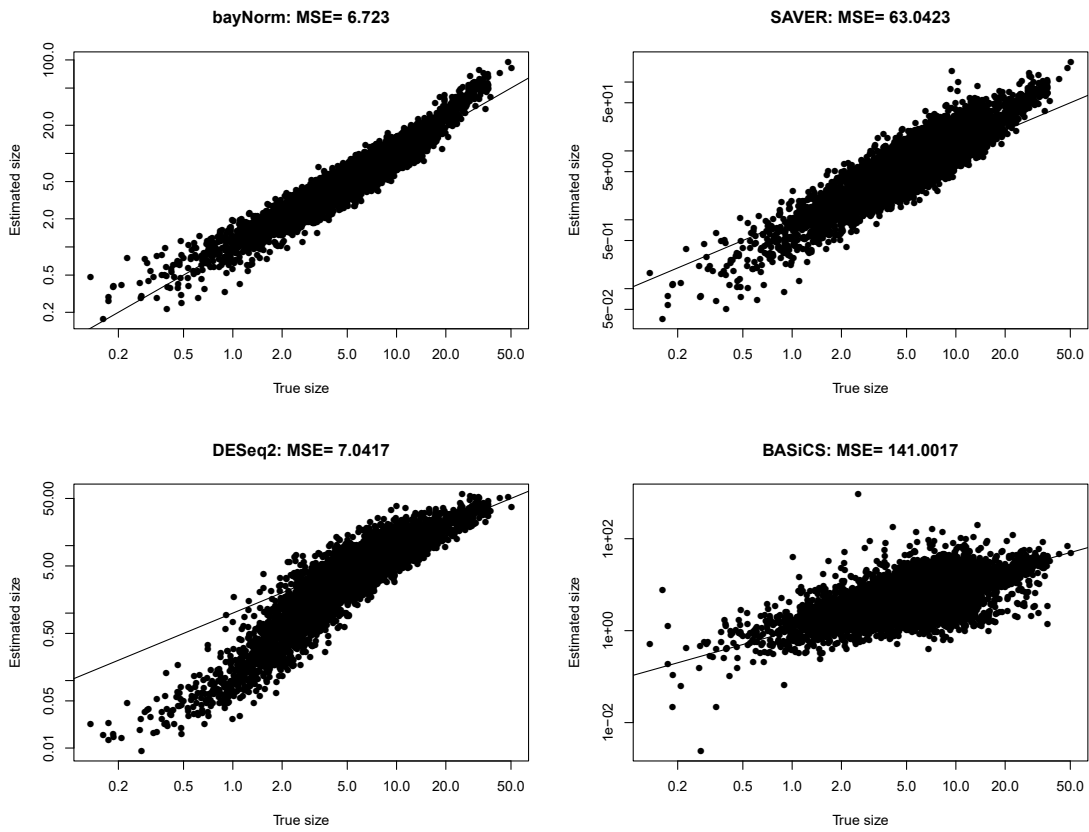 bayNorm: MSE= 6.723
Estimated size
100.0
20.0
5.0
2.0
0.5
0.2
0.2 0.5 1.0 2.0 5.0 10.0 20.0 50.0
True size
SAVER: MSE= 63.0423
Estimated size
5e+01
5e+00
5e-01
5e-02
0.2 0.5 1.0 2.0 5.0 10.0 20.0 50.0
True size
DESeq2: MSE= 7.0417
Estimated size
50.00
5.00
0.50
0.05
0.01
0.2 0.5 1.0 2.0 5.0 10.0 20.0 50.0
True size
BASiCS: MSE= 141.0017
Estimated size
1e+02
1e+00
1e-02
0.2 0.5 1.0 2.0 5.0 10.0 20.0 50.0
True size